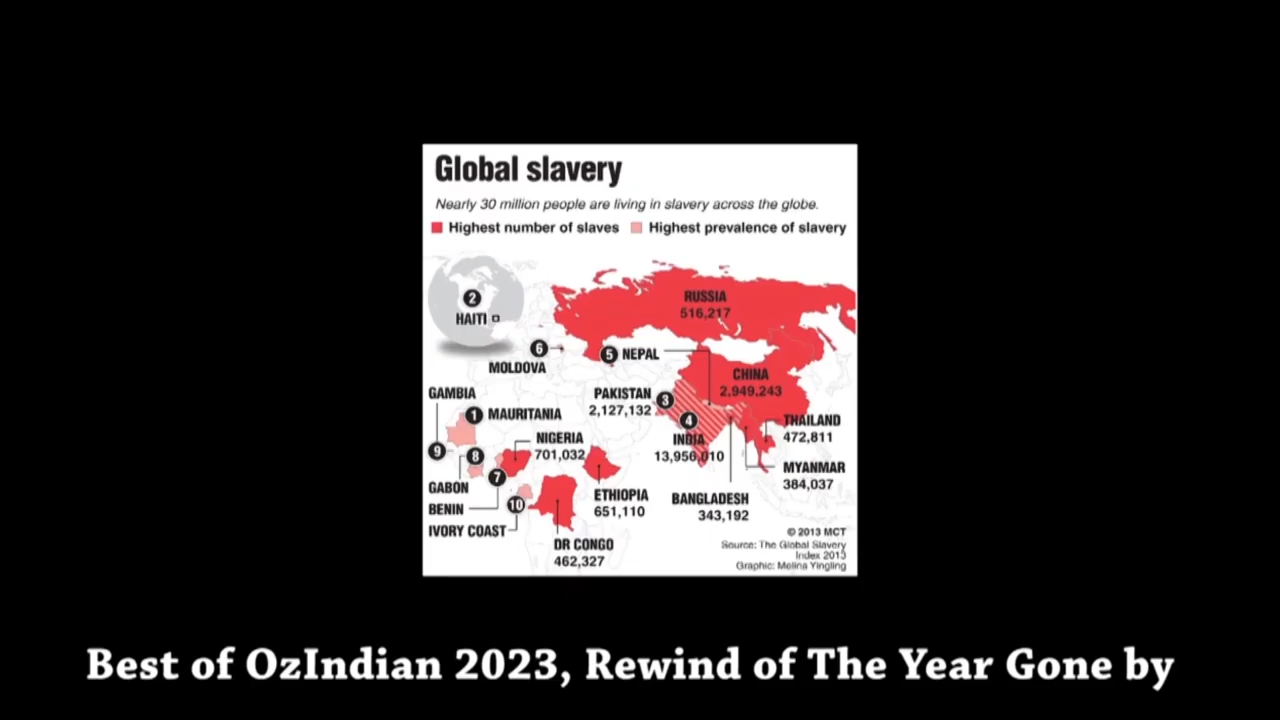 Global slavery
Nearly 30 million people are living in slavery across the globe.
Highest number of slaves
Highest prevalence of slavery
2
HAITI
RUSSIA
516,217
6
MOLDOVA
5 NEPAL
CHINA
2,949,243
GAMBIA
PAKISTAN 3
2,127,132
1 MAURITANIA
4
INDIA
13,956,010
THAILAND
472,811
NIGERIA
701,032
9
8
7
MYANMAR
384,037
GABON
BENIN
10
IVORY COAST
ETHIOPIA
651,110
BANGLADESH
343,192
DR CONGO
462,327
© 2013 MCT
Source: The Global Slavery
Index 2013
Graphic: Melina Yingling
Best of OzIndian 2023, Rewind of The Year Gone by